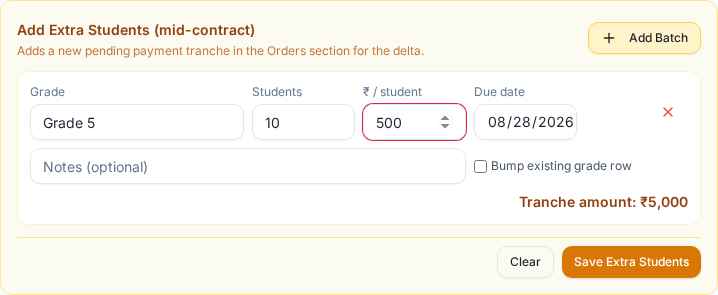 Add Extra Students (mid-contract)
Adds a new pending payment tranche in the Orders section for the delta.
+ Add Batch
Grade Students ₹ / student Due date
Grade 5 10 500 08/28/2026
Notes (optional) Bump existing grade row
Tranche amount: ₹5,000
Clear Save Extra Students